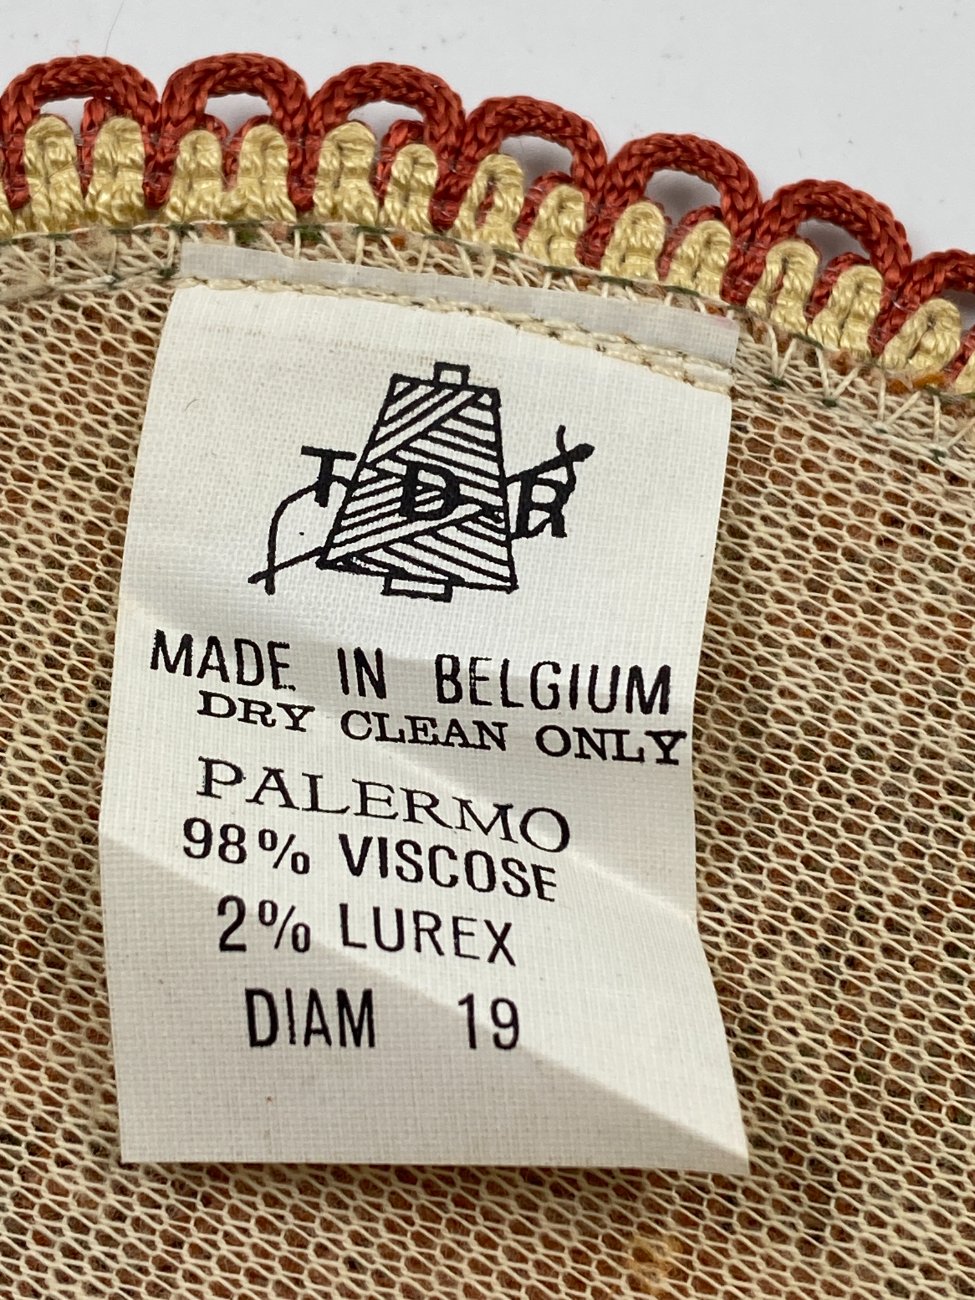 T D R
MADE IN BELGIUM
DRY CLEAN ONLY
PALERMO
98% VISCOSE
2% LUREX
DIAM 19